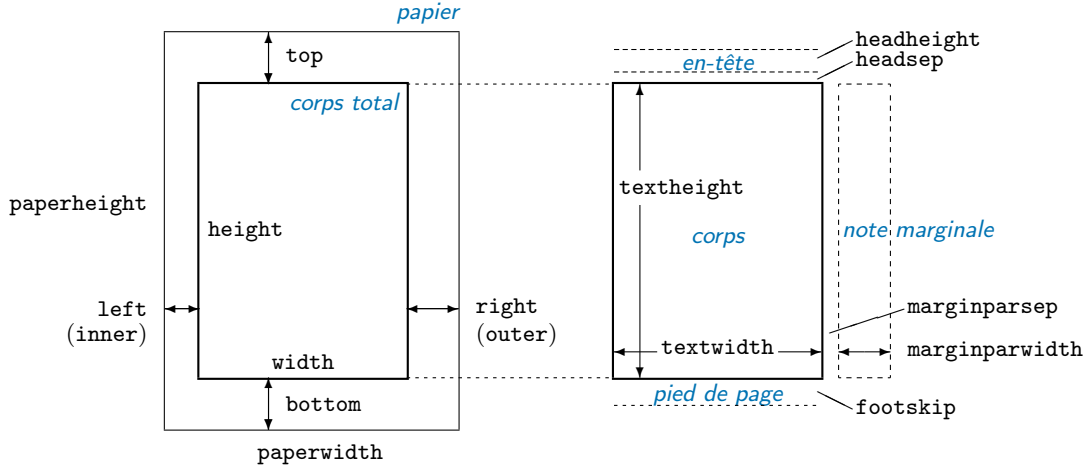 papier
top
corps total
paperheight
height
left
(inner)
right
(outer)
width
bottom
paperwidth
headheight
en-tête
headsep
textheight
corps
note marginale
marginparsep
textwidth
marginparwidth
pied de page
footskip